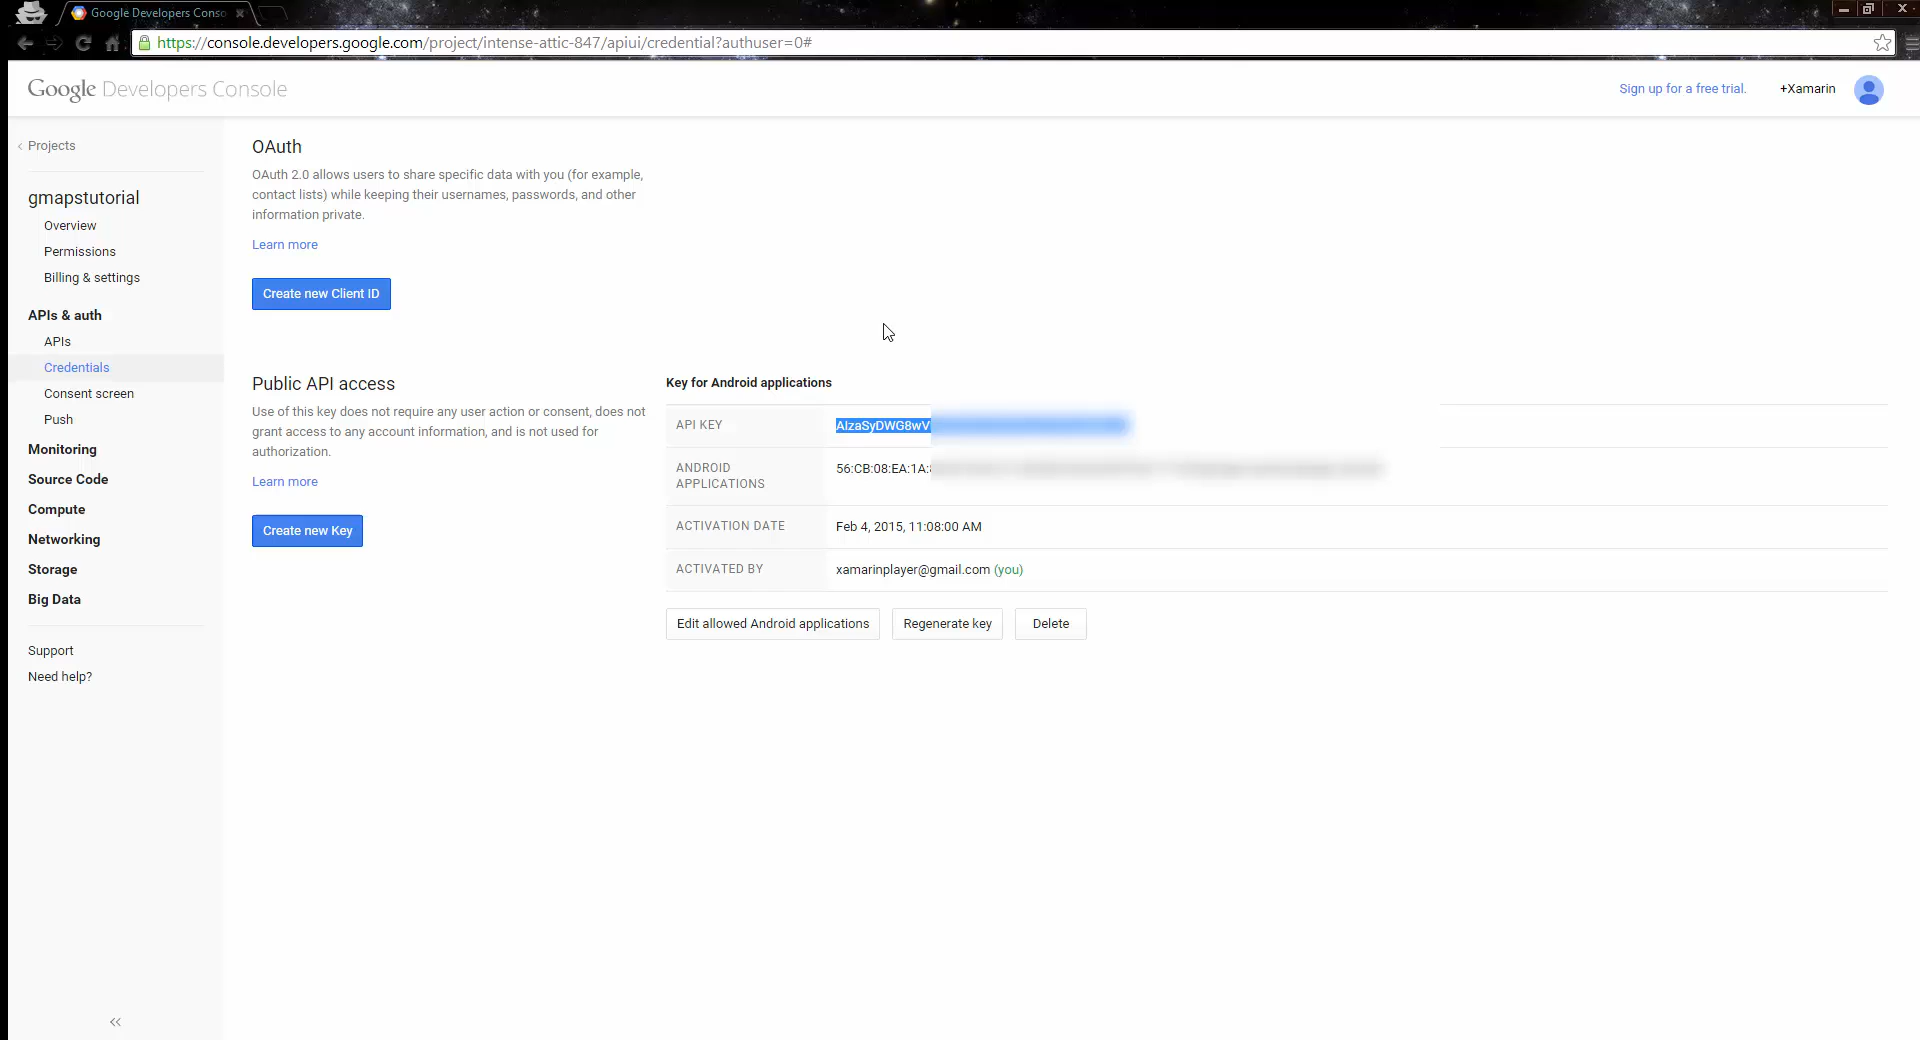 Google Developers Conso
https://console.developers.google.com/project/intense-attic-847/apiui/credential?authuser=0#
Google Developers Console
Sign up for a free trial.
+Xamarin
Projects
gmapstutorial
Overview
Permissions
Billing & settings
APIs & auth
APIs
Credentials
Consent screen
Push
Monitoring
Source Code
Compute
Networking
Storage
Big Data
Support
Need help?
OAuth
OAuth 2.0 allows users to share specific data with you (for example,
contact lists) while keeping their usernames, passwords, and other
information private.
Learn more
Create new Client ID
Public API access
Use of this key does not require any user action or consent, does not
grant access to any account information, and is not used for
authorization.
Learn more
Create new Key
Key for Android applications
API KEY
AIzaSyDWG8wV
ANDROID
APPLICATIONS
56:CB:08:EA:1A:
ACTIVATION DATE
Feb 4, 2015, 11:08:00 AM
ACTIVATED BY
xamarinplayer@gmail.com (you)
Edit allowed Android applications
Regenerate key
Delete